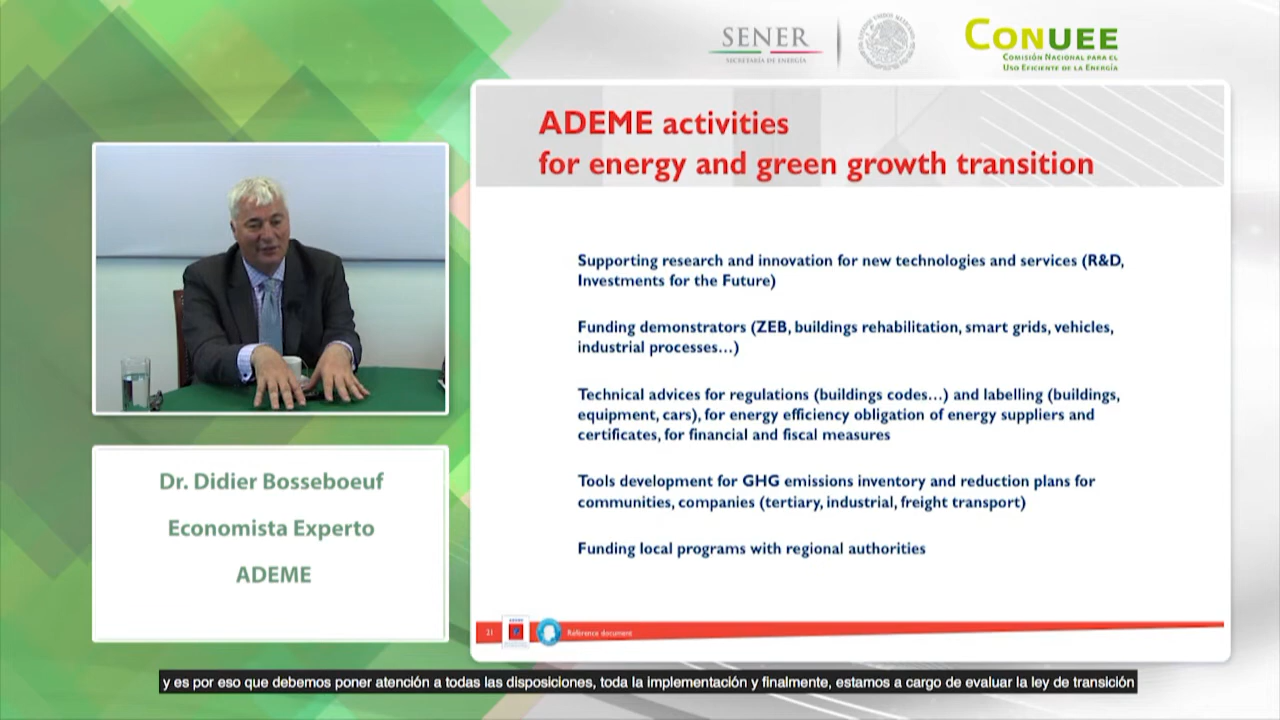 SENER
SECRETARÍA DE ENERGÍA
CONUEE
COMISIÓN NACIONAL PARA EL
USO EFICIENTE DE LA ENERGÍA
ADEME activities
for energy and green growth transition
Supporting research and innovation for new technologies and services (R&D,
Investments for the Future)
Funding demonstrators (ZEB, buildings rehabilitation, smart grids, vehicles,
industrial processes...)
Technical advices for regulations (buildings codes...) and labelling (buildings,
equipment, cars), for energy efficiency obligation of energy suppliers and
certificates, for financial and fiscal measures
Tools development for GHG emissions inventory and reduction plans for
communities, companies (tertiary, industrial, freight transport)
Funding local programs with regional authorities
21
Reference document
Dr. Didier Bosseboeuf
Economista Experto
ADEME
y es por eso que debemos poner atención a todas las disposiciones, toda la implementación y finalmente, estamos a cargo de evaluar la ley de transición